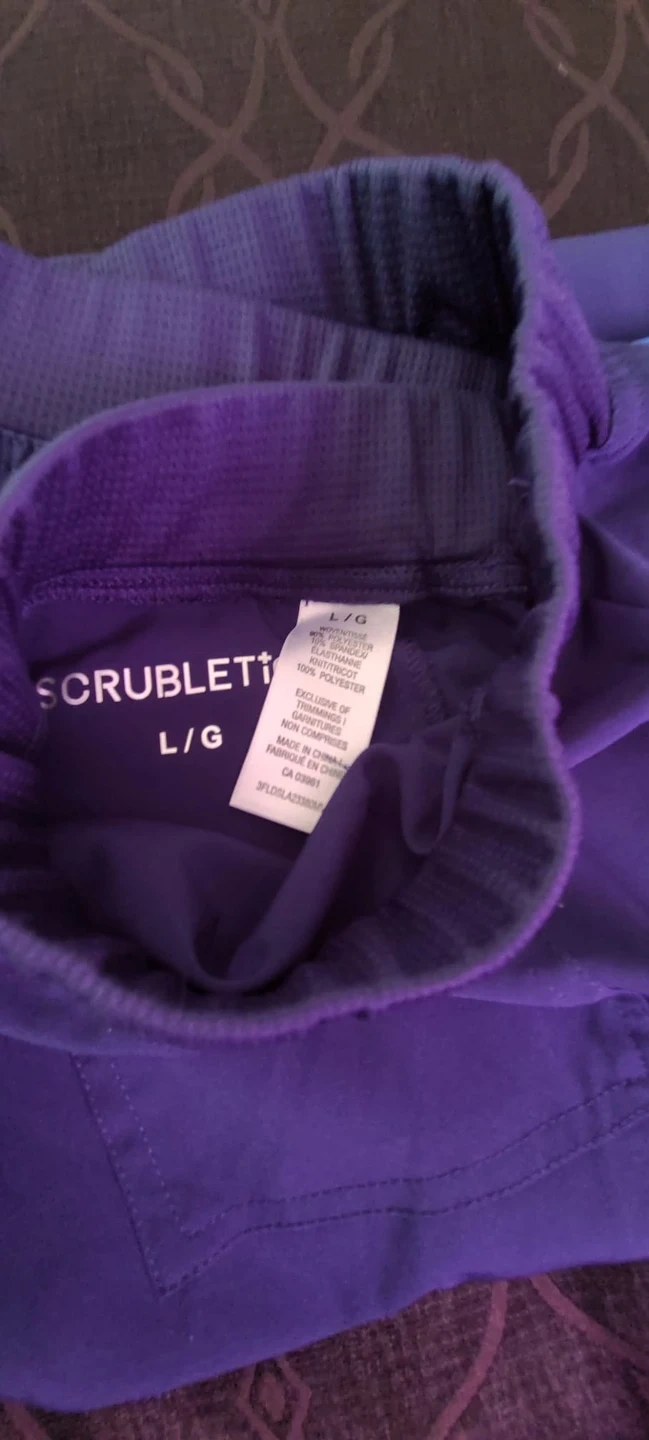 SCRUBLETi
L / G
L / G
WOVEN/TISSÉ
90% POLYESTER
10% SPANDEX/
ÉLASTHANNE
KNIT/TRICOT
100% POLYESTER
EXCLUSIVE OF
TRIMMINGS /
GARNITURES
NON COMPRISES
MADE IN CHINA
FABRIQUÉ EN CHINE
CA 03981